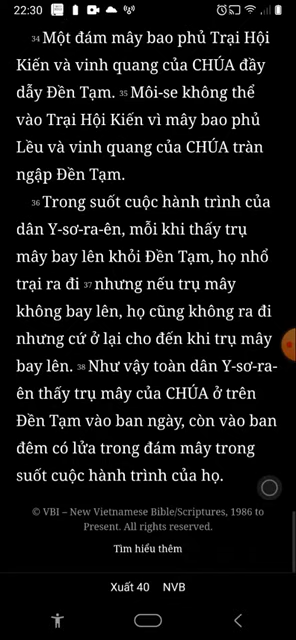 22:30
34 Một đám mây bao phủ Trại Hội
Kiến và vinh quang của CHÚA đầy
dẫy Đền Tạm. 35 Môi-se không thể
vào Trại Hội Kiến vì mây bao phủ
Lều và vinh quang của CHÚA tràn
ngập Đền Tạm.
36 Trong suốt cuộc hành trình của
dân Y-sơ-ra-ên, mỗi khi thấy trụ
mây bay lên khỏi Đền Tạm, họ nhổ
trại ra đi 37 nhưng nếu trụ mây
không bay lên, họ cũng không ra đi
nhưng cứ ở lại cho đến khi trụ mây
bay lên. 38 Như vậy toàn dân Y-sơ-ra-
ên thấy trụ mây của CHÚA ở trên
Đền Tạm vào ban ngày, còn vào ban
đêm có lửa trong đám mây trong
suốt cuộc hành trình của họ.
© VBI – New Vietnamese Bible/Scriptures, 1986 to
Present. All rights reserved.
Tìm hiểu thêm
Xuất 40 NVB